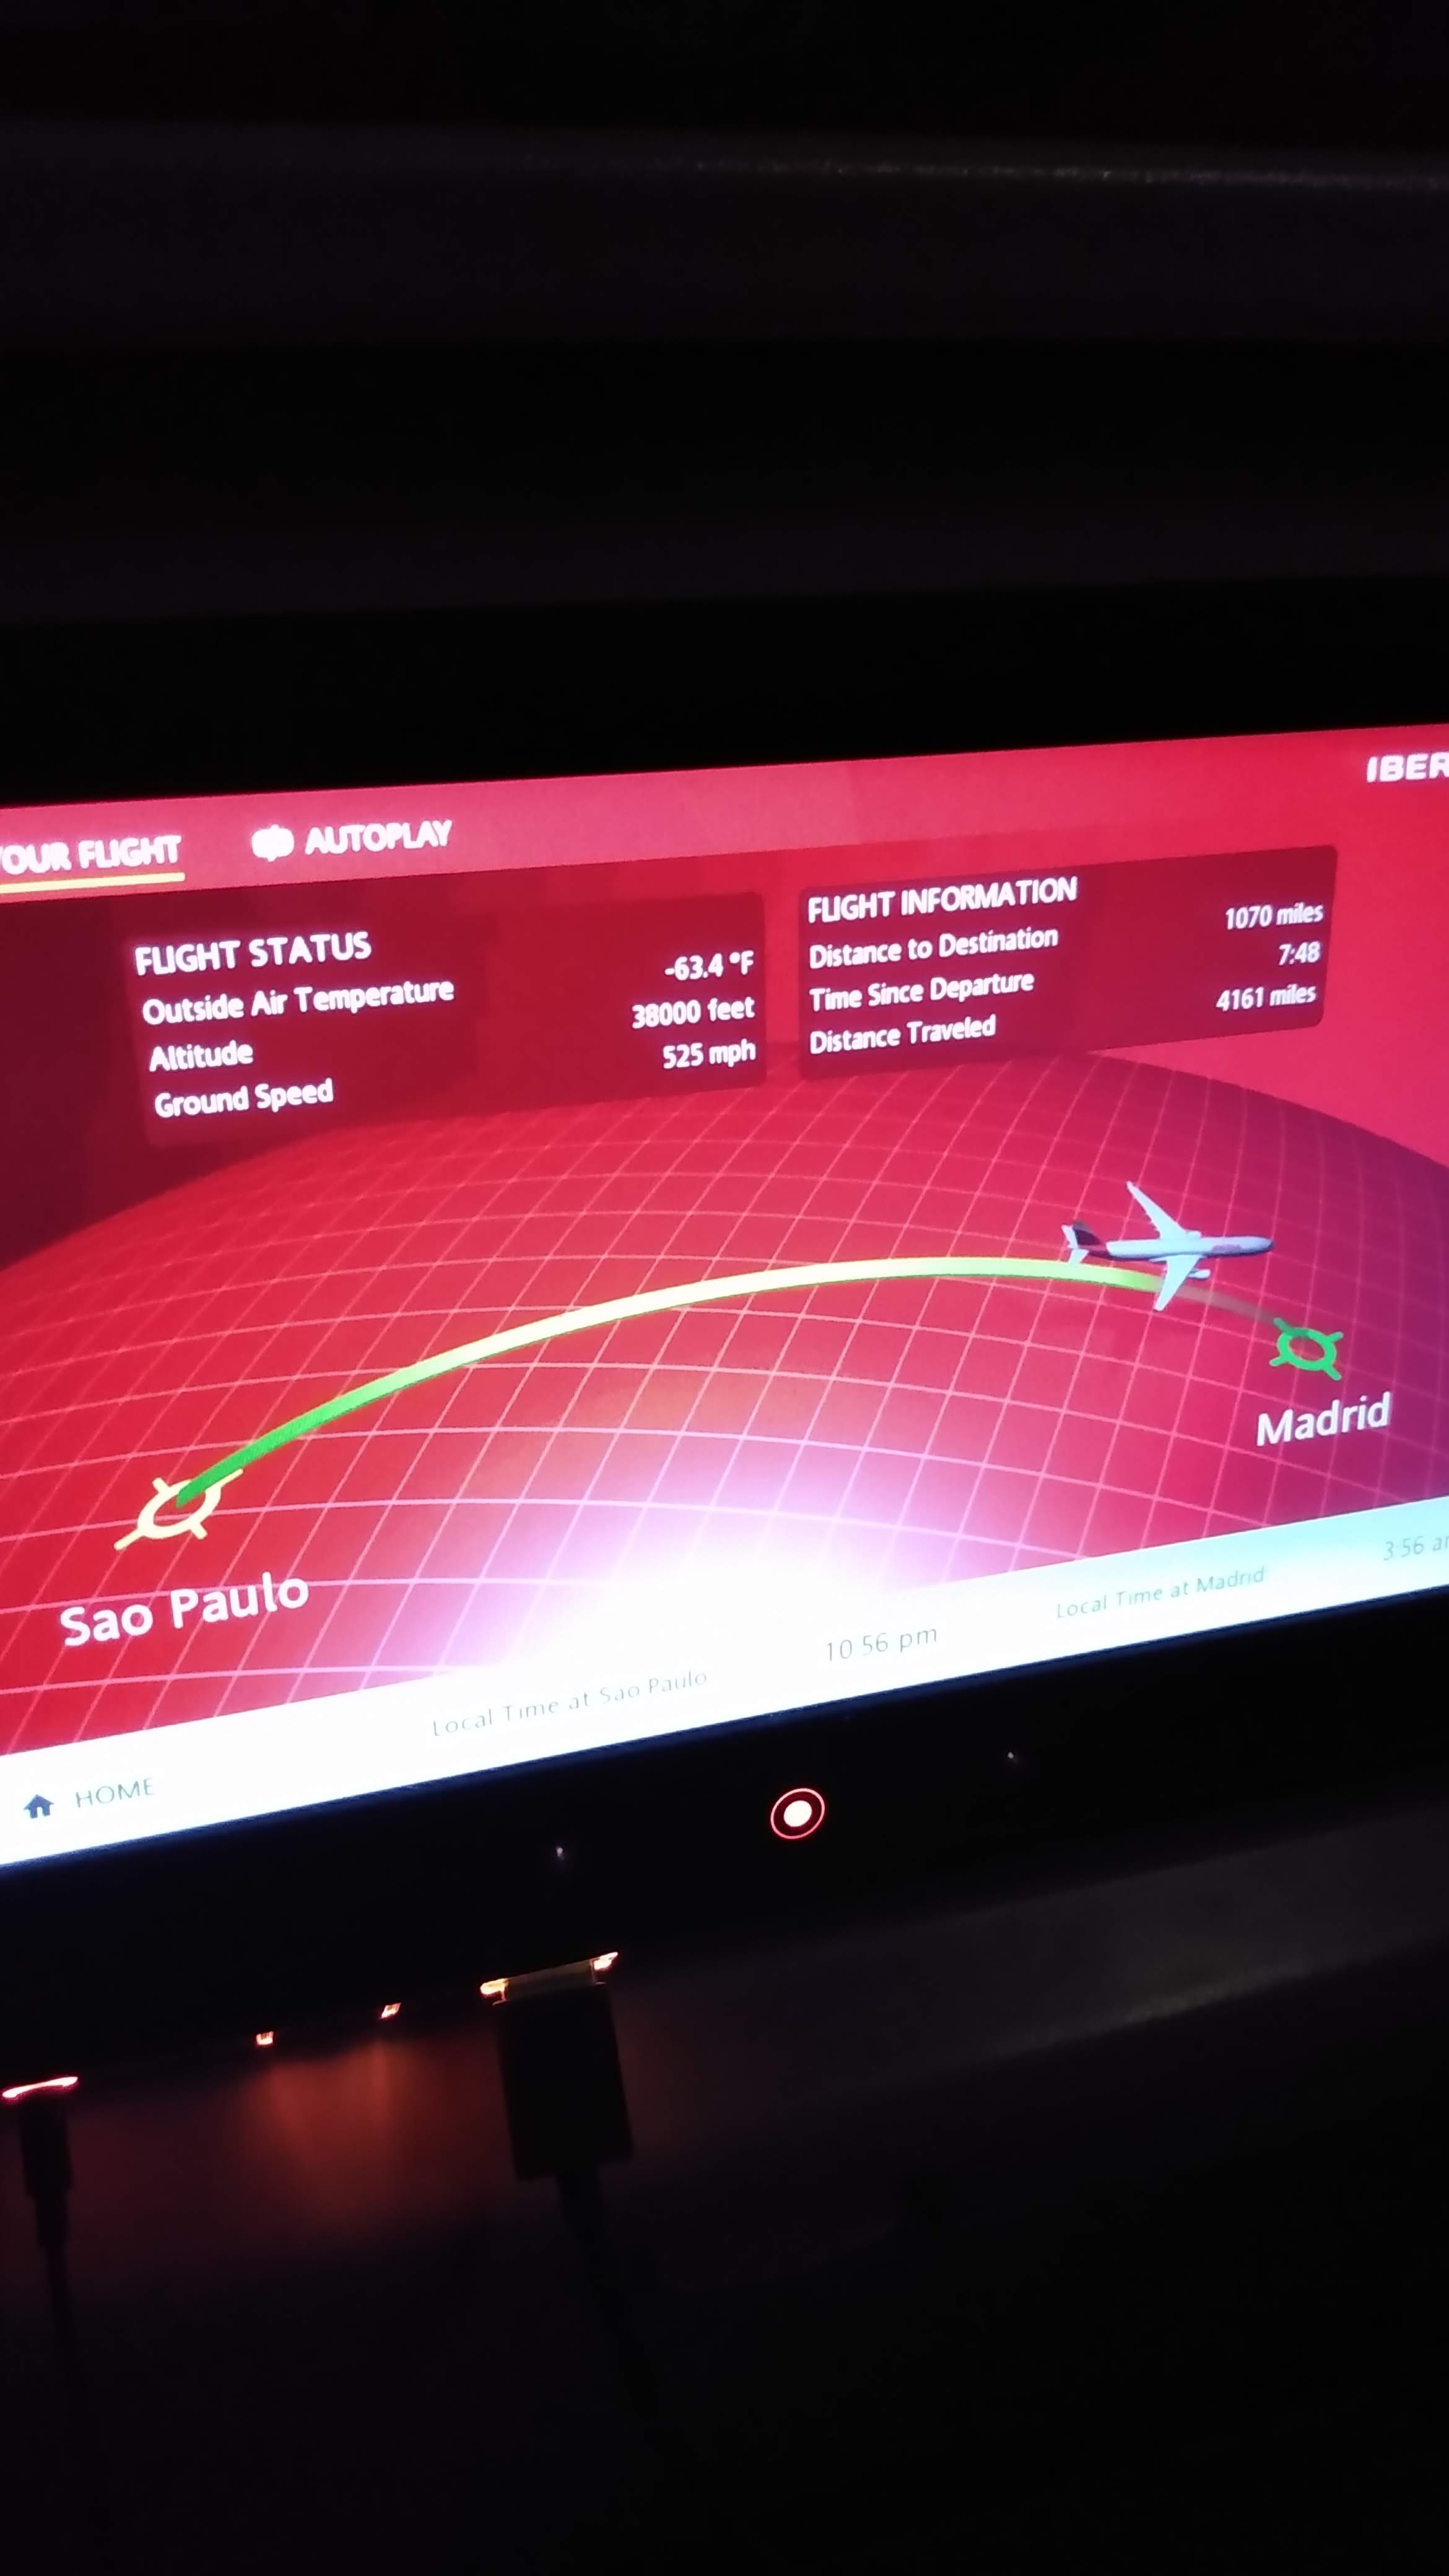 YOUR FLIGHT
AUTOPLAY
IBER
FLIGHT STATUS
Outside Air Temperature -63.4 °F
Altitude 38000 feet
Ground Speed 525 mph
FLIGHT INFORMATION
Distance to Destination 1070 miles
Time Since Departure 7:48
Distance Traveled 4161 miles
Sao Paulo
Madrid
HOME
Local Time at Sao Paulo 10:56 pm
Local Time at Madrid 3:56 a